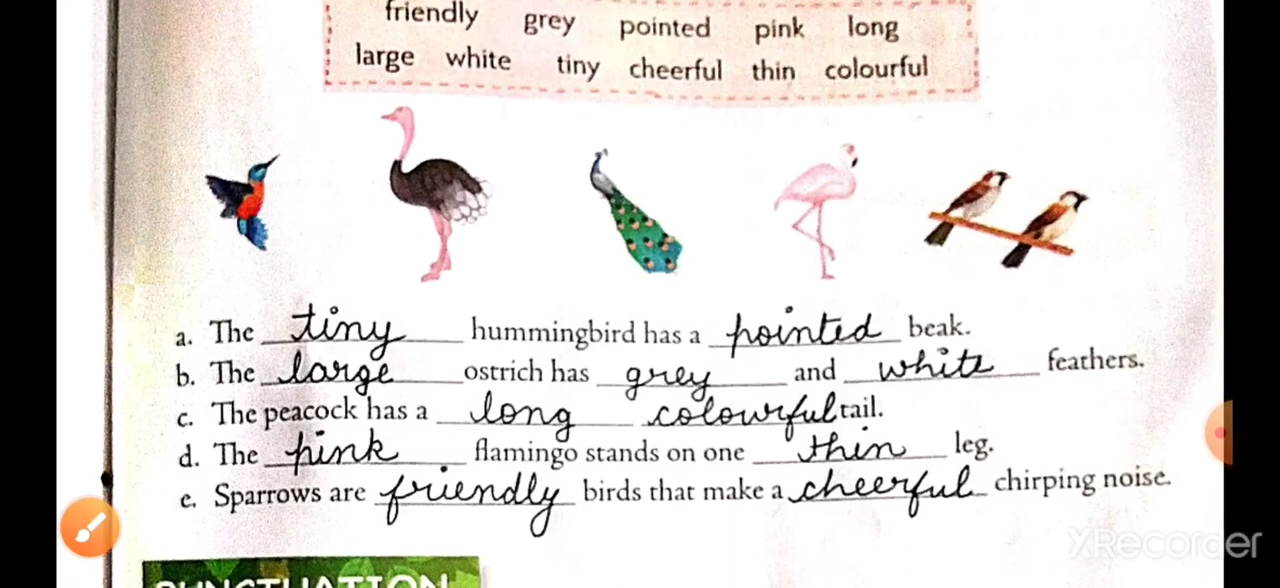 friendly grey pointed pink long
large white tiny cheerful thin colourful
a. The tiny hummingbird has a pointed beak.
b. The large ostrich has grey and white feathers.
c. The peacock has a long colourful tail.
d. The pink flamingo stands on one thin leg.
e. Sparrows are friendly birds that make a cheerful chirping noise.
PUNCTUATION
XRecorder